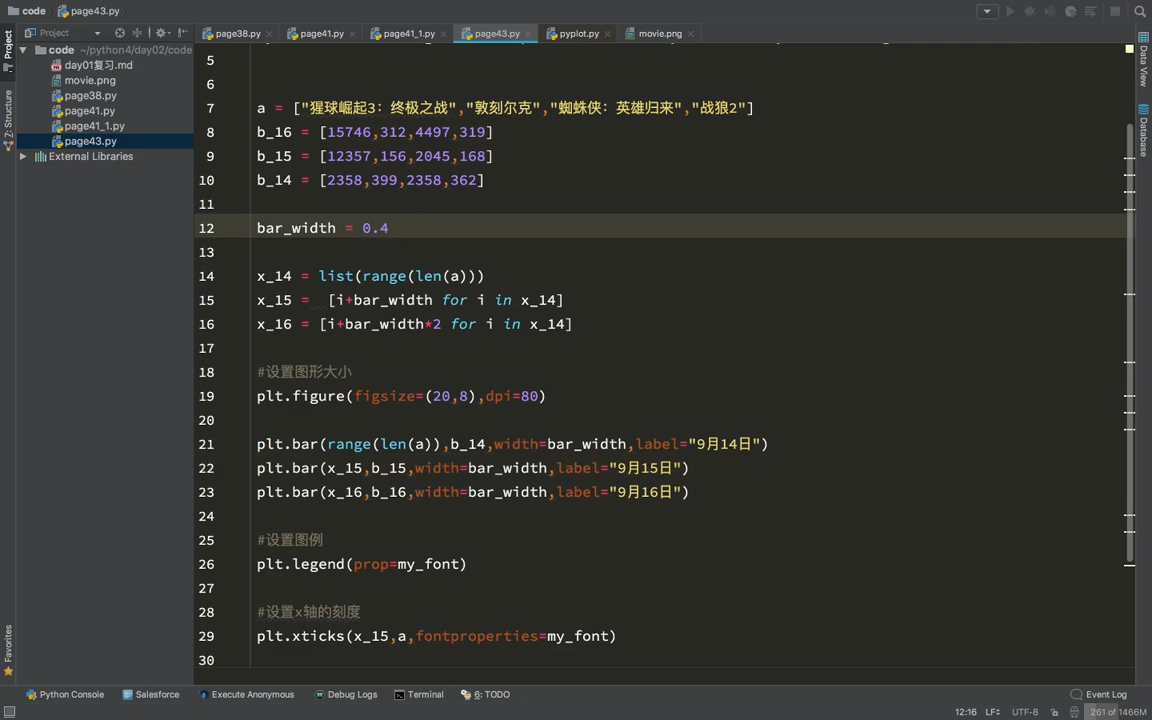 code page43.py
Project
page38.py
page41.py
page41_1.py
page43.py
pyplot.py
movie.png
code ~/python4/day02/code
day01复习.md
movie.png
page38.py
page41.py
page41_1.py
page43.py
External Libraries
Project
Z: Structure
Favorites
Data View
Database
5
6
7 a = ["猩球崛起3：终极之战","敦刻尔克","蜘蛛侠：英雄归来","战狼2"]
8 b_16 = [15746,312,4497,319]
9 b_15 = [12357,156,2045,168]
10 b_14 = [2358,399,2358,362]
11
12 bar_width = 0.4
13
14 x_14 = list(range(len(a)))
15 x_15 =  [i+bar_width for i in x_14]
16 x_16 = [i+bar_width*2 for i in x_14]
17
18 #设置图形大小
19 plt.figure(figsize=(20,8),dpi=80)
20
21 plt.bar(range(len(a)),b_14,width=bar_width,label="9月14日")
22 plt.bar(x_15,b_15,width=bar_width,label="9月15日")
23 plt.bar(x_16,b_16,width=bar_width,label="9月16日")
24
25 #设置图例
26 plt.legend(prop=my_font)
27
28 #设置x轴的刻度
29 plt.xticks(x_15,a,fontproperties=my_font)
30
Python Console Salesforce Execute Anonymous Debug Logs Terminal 6: TODO Event Log
12:16 LF÷ UTF-8 261 of 1466M